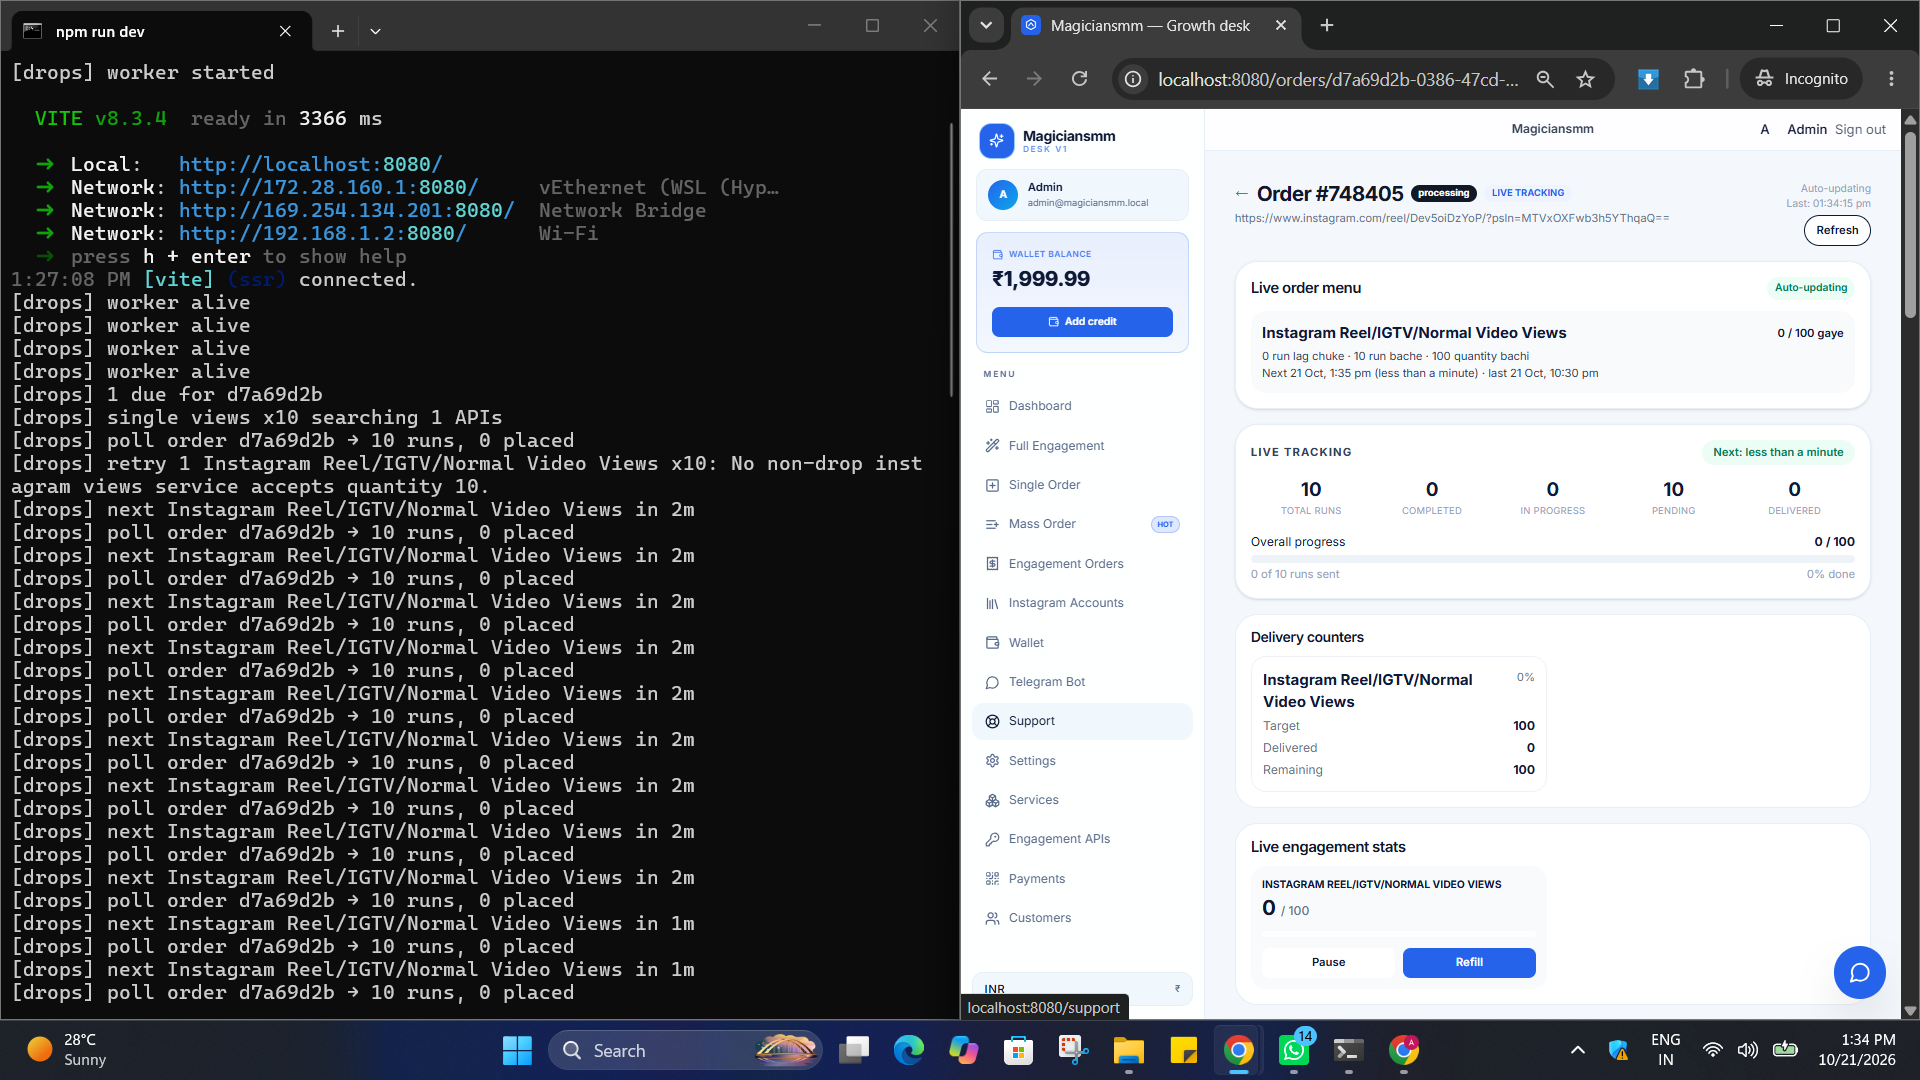 npm run dev
[drops] worker started
VITE v8.3.4 ready in 3366 ms
➜ Local: http://localhost:8080/
➜ Network: http://172.28.160.1:8080/ vEthernet (WSL (Hyp…
➜ Network: http://169.254.134.201:8080/ Network Bridge
➜ Network: http://192.168.1.2:8080/ Wi-Fi
➜ press h + enter to show help
1:27:08 PM [vite] (ssr) connected.
[drops] worker alive
[drops] worker alive
[drops] worker alive
[drops] worker alive
[drops] 1 due for d7a69d2b
[drops] single views x10 searching 1 APIs
[drops] poll order d7a69d2b → 10 runs, 0 placed
[drops] retry 1 Instagram Reel/IGTV/Normal Video Views x10: No non-drop inst
agram views service accepts quantity 10.
[drops] next Instagram Reel/IGTV/Normal Video Views in 2m
[drops] poll order d7a69d2b → 10 runs, 0 placed
[drops] next Instagram Reel/IGTV/Normal Video Views in 2m
[drops] poll order d7a69d2b → 10 runs, 0 placed
[drops] next Instagram Reel/IGTV/Normal Video Views in 2m
[drops] poll order d7a69d2b → 10 runs, 0 placed
[drops] next Instagram Reel/IGTV/Normal Video Views in 2m
[drops] poll order d7a69d2b → 10 runs, 0 placed
[drops] next Instagram Reel/IGTV/Normal Video Views in 2m
[drops] poll order d7a69d2b → 10 runs, 0 placed
[drops] next Instagram Reel/IGTV/Normal Video Views in 2m
[drops] poll order d7a69d2b → 10 runs, 0 placed
[drops] next Instagram Reel/IGTV/Normal Video Views in 2m
[drops] poll order d7a69d2b → 10 runs, 0 placed
[drops] next Instagram Reel/IGTV/Normal Video Views in 2m
[drops] poll order d7a69d2b → 10 runs, 0 placed
[drops] next Instagram Reel/IGTV/Normal Video Views in 2m
[drops] poll order d7a69d2b → 10 runs, 0 placed
[drops] next Instagram Reel/IGTV/Normal Video Views in 1m
[drops] poll order d7a69d2b → 10 runs, 0 placed
[drops] next Instagram Reel/IGTV/Normal Video Views in 1m
[drops] poll order d7a69d2b → 10 runs, 0 placed
Magiciansmm — Growth desk
localhost:8080/orders/d7a69d2b-0386-47cd-...
Incognito
Magiciansmm
DESK V1
A
Admin
admin@magiciansmm.local
WALLET BALANCE
₹1,999.99
Add credit
MENU
Dashboard
Full Engagement
Single Order
Mass Order HOT
Engagement Orders
Instagram Accounts
Wallet
Telegram Bot
Support
Settings
Services
Engagement APIs
Payments
Customers
INR ₹
localhost:8080/support
Magiciansmm
A Admin Sign out
← Order #748405 processing LIVE TRACKING
https://www.instagram.com/reel/Dev5oiDzYoP/?psIn=MTVxOXFwb3h5YThqaQ==
Auto-updating
Last: 01:34:15 pm
Refresh
Live order menu Auto-updating
Instagram Reel/IGTV/Normal Video Views 0 / 100 gaye
0 run lag chuke · 10 run bache · 100 quantity bachi
Next 21 Oct, 1:35 pm (less than a minute) · last 21 Oct, 10:30 pm
LIVE TRACKING Next: less than a minute
10 0 0 10 0
TOTAL RUNS COMPLETED IN PROGRESS PENDING DELIVERED
Overall progress 0 / 100
0 of 10 runs sent 0% done
Delivery counters
Instagram Reel/IGTV/Normal Video Views 0%
Target 100
Delivered 0
Remaining 100
Live engagement stats
INSTAGRAM REEL/IGTV/NORMAL VIDEO VIEWS
0 / 100
Pause Refill
28°C
Sunny
Search
14
A
ENG
IN
1:34 PM
10/21/2026